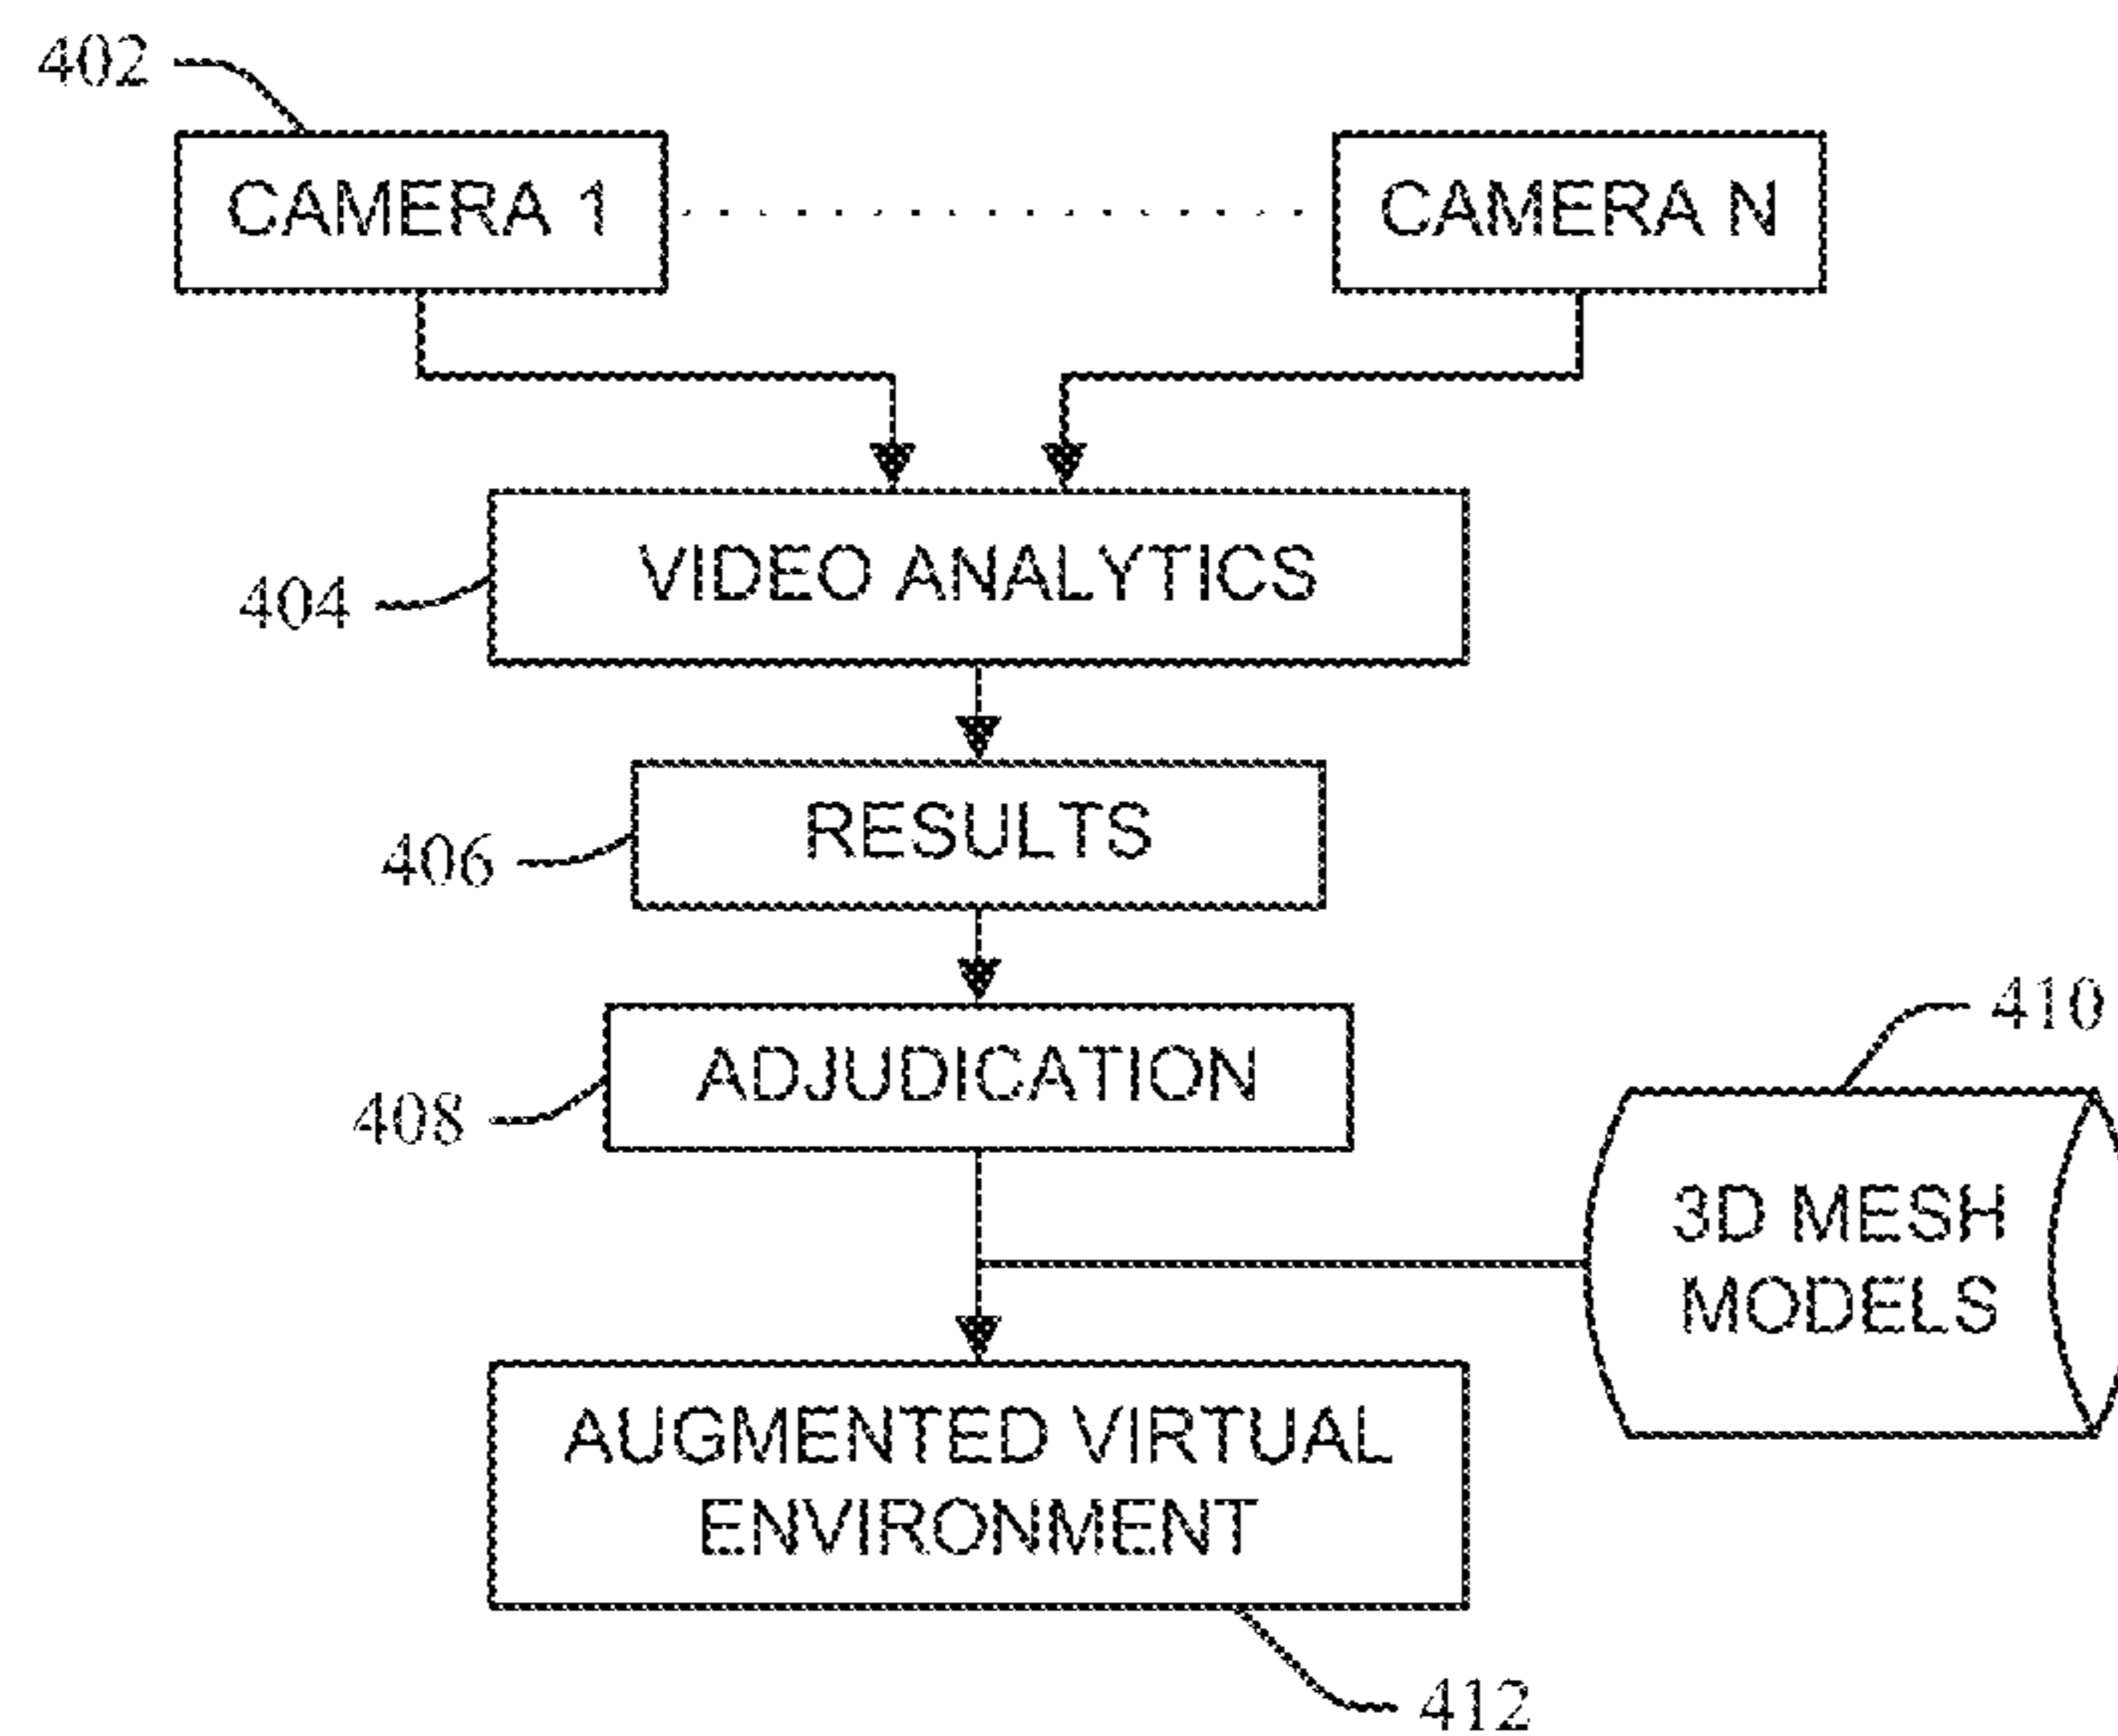 402
CAMERA 1
CAMERA N
VIDEO ANALYTICS
404
RESULTS
406
ADJUDICATION
408
410
3D MESH
MODELS
AUGMENTED VIRTUAL
ENVIRONMENT
412